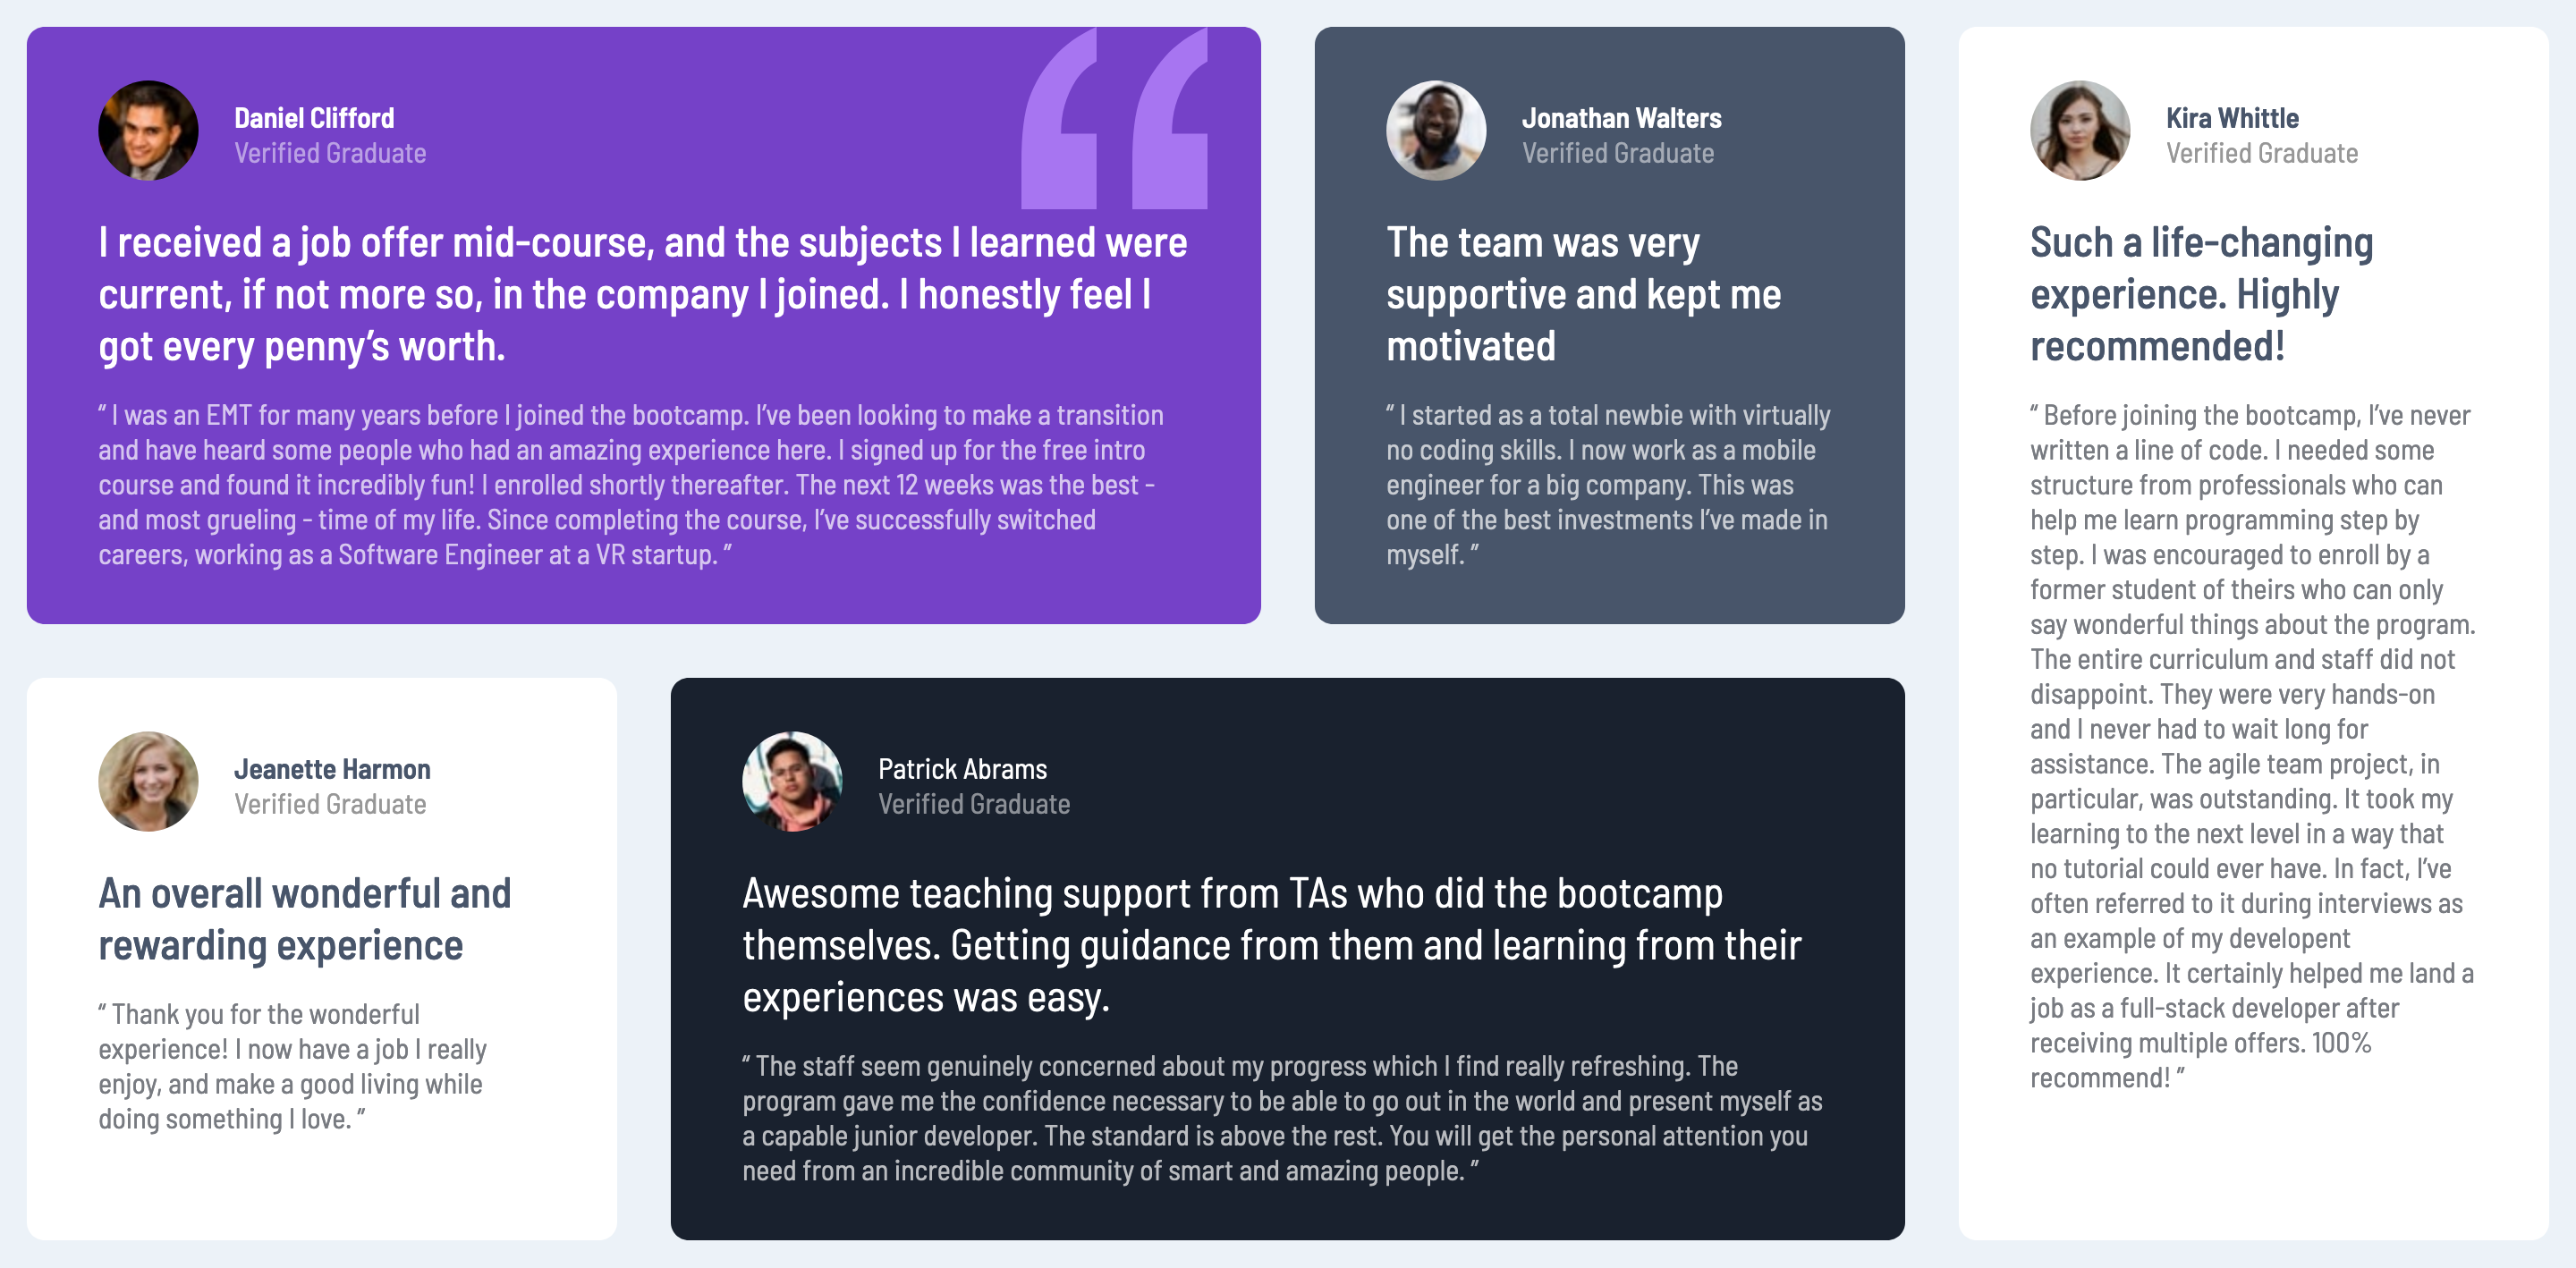 Daniel Clifford
Verified Graduate
I received a job offer mid-course, and the subjects I learned were
current, if not more so, in the company I joined. I honestly feel I
got every penny’s worth.
“ I was an EMT for many years before I joined the bootcamp. I’ve been looking to make a transition
and have heard some people who had an amazing experience here. I signed up for the free intro
course and found it incredibly fun! I enrolled shortly thereafter. The next 12 weeks was the best -
and most grueling - time of my life. Since completing the course, I’ve successfully switched
careers, working as a Software Engineer at a VR startup. ”
Jonathan Walters
Verified Graduate
The team was very
supportive and kept me
motivated
“ I started as a total newbie with virtually
no coding skills. I now work as a mobile
engineer for a big company. This was
one of the best investments I’ve made in
myself. ”
Kira Whittle
Verified Graduate
Such a life-changing
experience. Highly
recommended!
“ Before joining the bootcamp, I’ve never
written a line of code. I needed some
structure from professionals who can
help me learn programming step by
step. I was encouraged to enroll by a
former student of theirs who can only
say wonderful things about the program.
The entire curriculum and staff did not
disappoint. They were very hands-on
and I never had to wait long for
assistance. The agile team project, in
particular, was outstanding. It took my
learning to the next level in a way that
no tutorial could ever have. In fact, I’ve
often referred to it during interviews as
an example of my developent
experience. It certainly helped me land a
job as a full-stack developer after
receiving multiple offers. 100%
recommend! ”
Jeanette Harmon
Verified Graduate
An overall wonderful and
rewarding experience
“ Thank you for the wonderful
experience! I now have a job I really
enjoy, and make a good living while
doing something I love. ”
Patrick Abrams
Verified Graduate
Awesome teaching support from TAs who did the bootcamp
themselves. Getting guidance from them and learning from their
experiences was easy.
“ The staff seem genuinely concerned about my progress which I find really refreshing. The
program gave me the confidence necessary to be able to go out in the world and present myself as
a capable junior developer. The standard is above the rest. You will get the personal attention you
need from an incredible community of smart and amazing people. ”